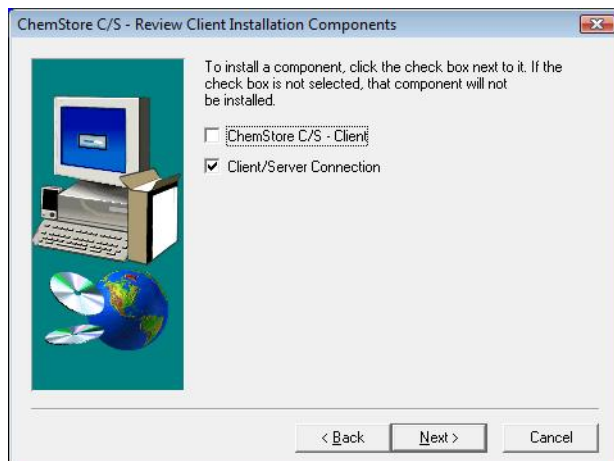 ChemStore C/S - Review Client Installation Components
To install a component, click the check box next to it. If the
check box is not selected, that component will not
be installed.
ChemStore C/S - Client
Client/Server Connection
< Back
Next >
Cancel